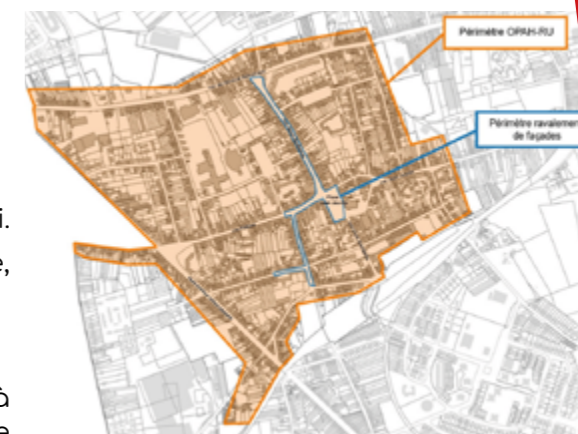 Périmètre OPAH-RU
Périmètre ravalement
de façades
i.
e,
à
e